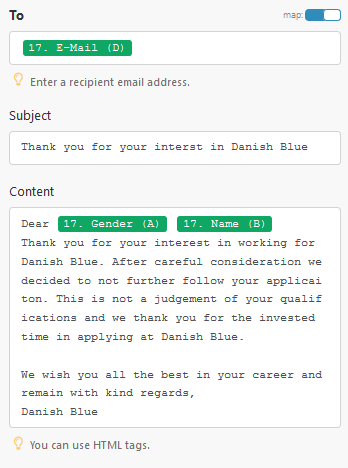 To map:
17. E-Mail (D)
Enter a recipient email address.
Subject
Thank you for your interst in Danish Blue
Content
Dear 17. Gender (A) 17. Name (B)
Thank you for your interest in working for
Danish Blue. After careful consideration we
decided to not further follow your applicai
ton. This is not a judgement of your qualif
ications and we thank you for the invested
time in applying at Danish Blue.
We wish you all the best in your career and
remain with kind regards,
Danish Blue
You can use HTML tags.